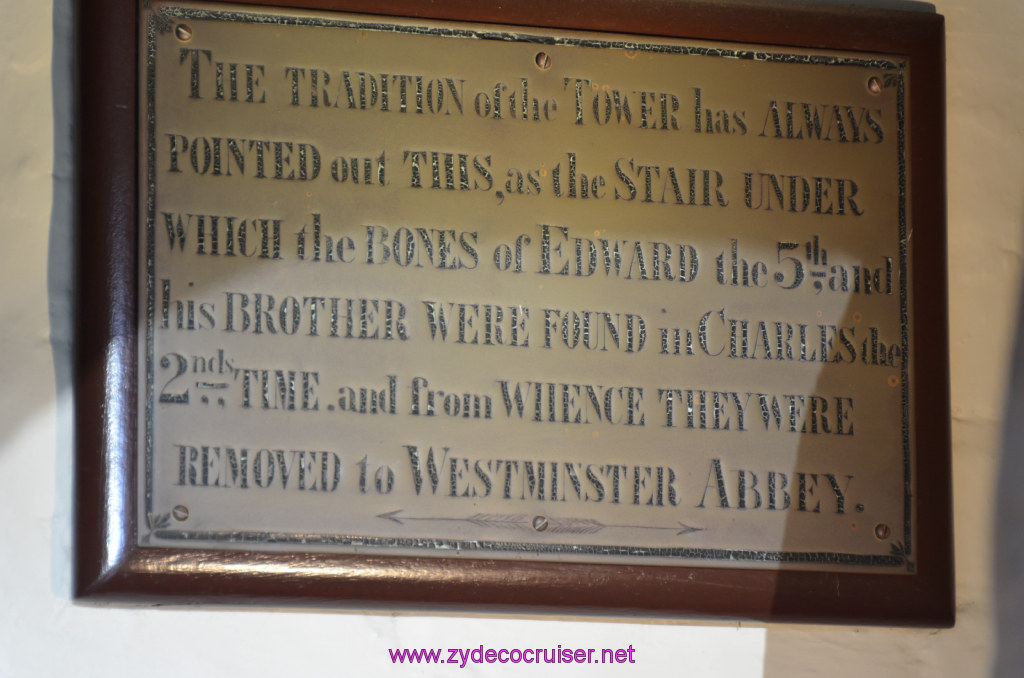 THE TRADITION of the TOWER has ALWAYS
POINTED out THIS, as the STAIR UNDER
WHICH the BONES of EDWARD the 5th, and
his BROTHER WERE FOUND in CHARLES the
2nds, TIME. and from WHENCE THEY WERE
REMOVED to WESTMINSTER ABBEY.
www.zydecocruiser.net